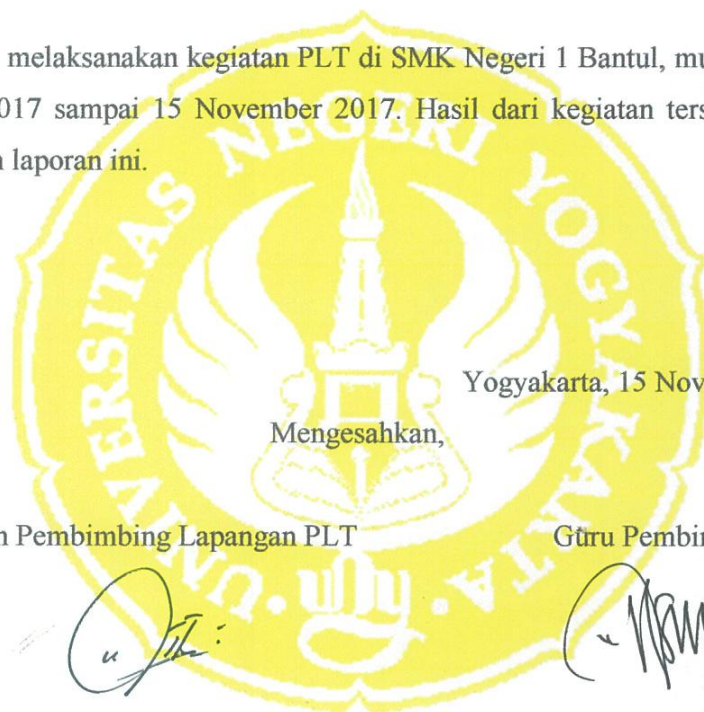 melaksanakan kegiatan PLT di SMK Negeri 1 Bantul, mu
017 sampai 15 November 2017. Hasil dari kegiatan ters
n laporan ini.
UNIVERSITAS NEGERI YOGYAKARTA
Yogyakarta, 15 Nov
Mengesahkan,
n Pembimbing Lapangan PLT Guru Pembin
uny